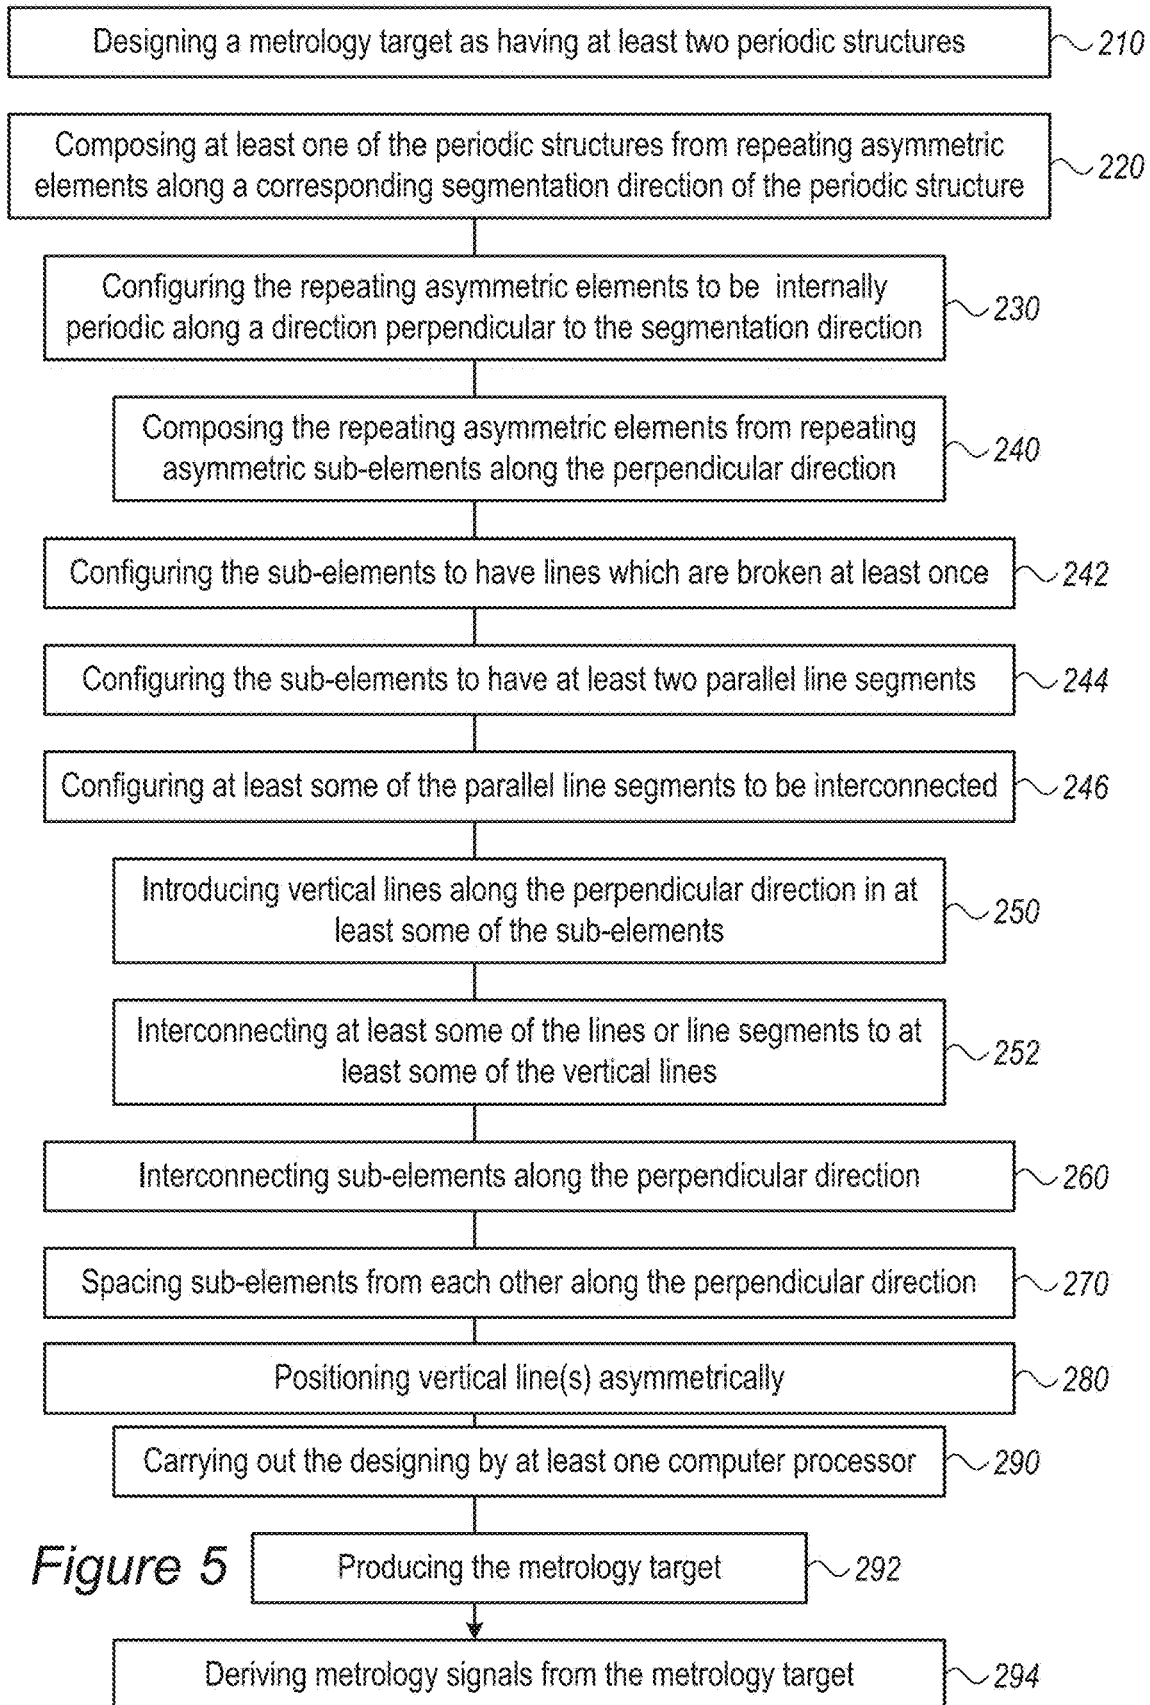 Designing a metrology target as having at least two periodic structures
210
Composing at least one of the periodic structures from repeating asymmetric
elements along a corresponding segmentation direction of the periodic structure
220
Configuring the repeating asymmetric elements to be internally
periodic along a direction perpendicular to the segmentation direction
230
Composing the repeating asymmetric elements from repeating
asymmetric sub-elements along the perpendicular direction
240
Configuring the sub-elements to have lines which are broken at least once
242
Configuring the sub-elements to have at least two parallel line segments
244
Configuring at least some of the parallel line segments to be interconnected
246
Introducing vertical lines along the perpendicular direction in at
least some of the sub-elements
250
Interconnecting at least some of the lines or line segments to at
least some of the vertical lines
252
Interconnecting sub-elements along the perpendicular direction
260
Spacing sub-elements from each other along the perpendicular direction
270
Positioning vertical line(s) asymmetrically
280
Carrying out the designing by at least one computer processor
290
Figure 5
Producing the metrology target
292
Deriving metrology signals from the metrology target
294